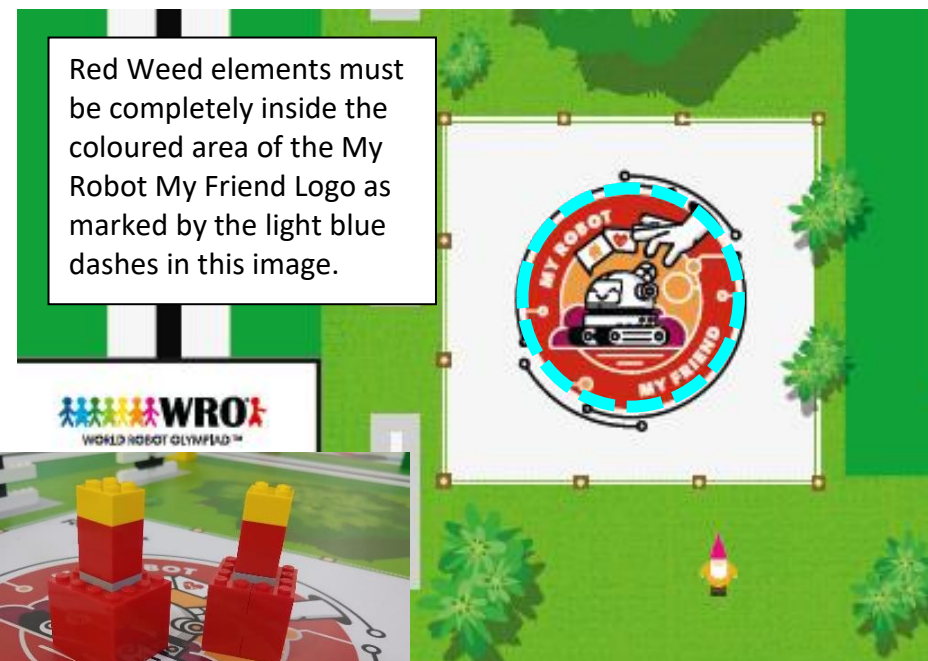 Red Weed elements must
be completely inside the
coloured area of the My
Robot My Friend Logo as
marked by the light blue
dashes in this image.
MY ROBOT
MY FRIEND
WRO
WORLD ROBOT OLYMPIAD™
OBOT